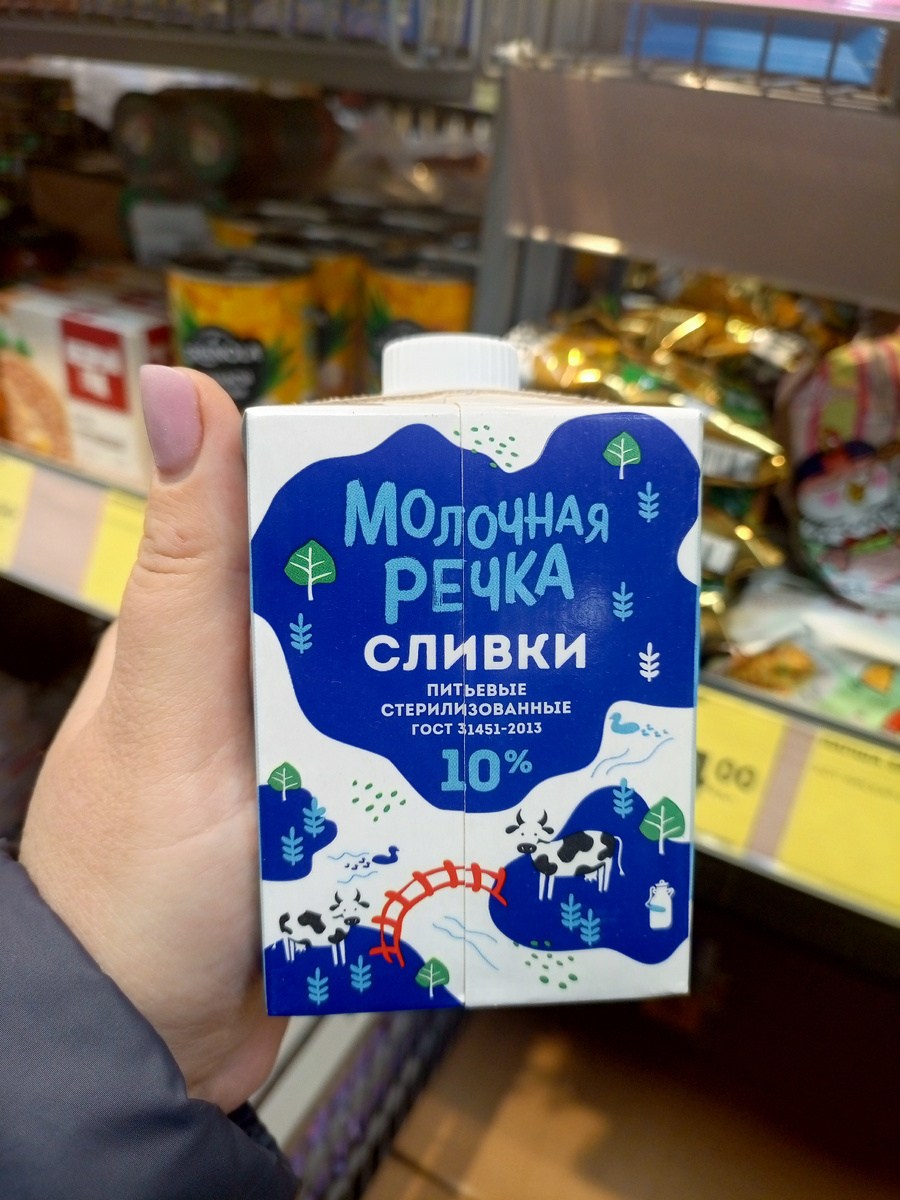 Молочная
речка
сливки
питьевые
стерилизованные
ГОСТ 31451-2013
10%